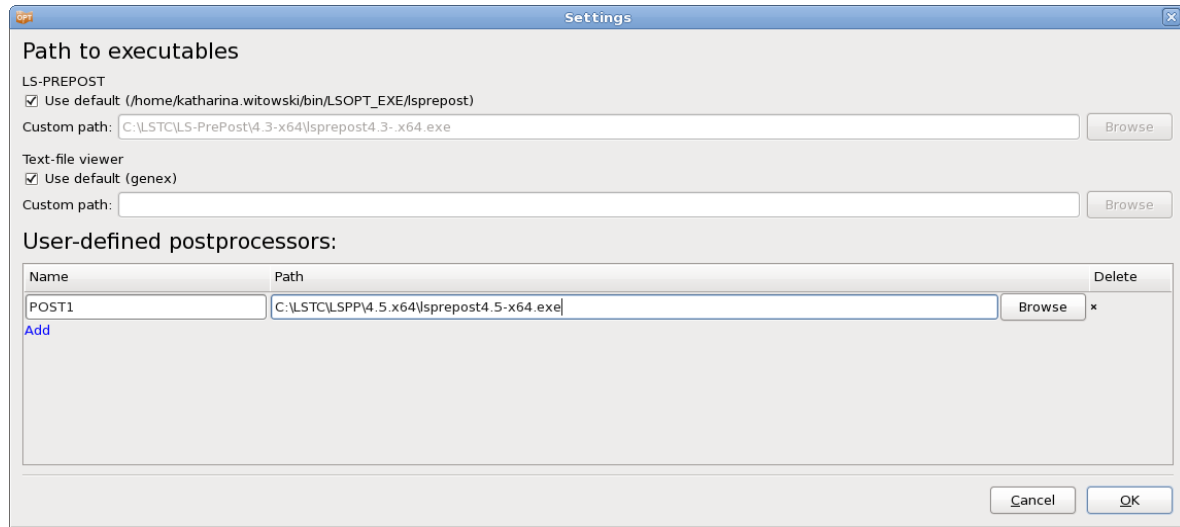 OPT
Settings
Path to executables
LS-PREPOST
Use default (/home/katharina.witowski/bin/LSOPT_EXE/lsprepost)
Custom path: C:\LSTC\LS-PrePost\4.3-x64\lsprepost4.3-.x64.exe Browse
Text-file viewer
Use default (genex)
Custom path: Browse
User-defined postprocessors:
Name Path Delete
POST1 C:\LSTC\LSPP\4.5.x64\lsprepost4.5-x64.exe Browse ×
Add
Cancel OK